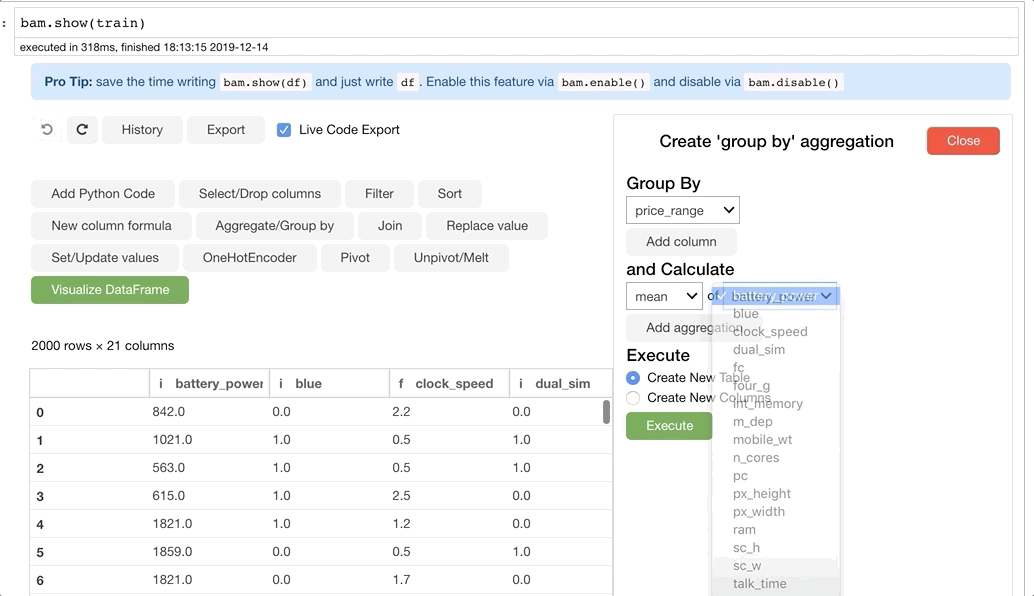 : bam.show(train)
executed in 318ms, finished 18:13:15 2019-12-14
Pro Tip: save the time writing bam.show(df) and just write df . Enable this feature via bam.enable() and disable via bam.disable()
History Export Live Code Export
Add Python Code Select/Drop columns Filter Sort
New column formula Aggregate/Group by Join Replace value
Set/Update values OneHotEncoder Pivot Unpivot/Melt
Visualize DataFrame
2000 rows × 21 columns
i battery_power i blue f clock_speed i dual_sim
0 842.0 0.0 2.2 0.0
1 1021.0 1.0 0.5 1.0
2 563.0 1.0 0.5 1.0
3 615.0 1.0 2.5 0.0
4 1821.0 1.0 1.2 0.0
5 1859.0 0.0 0.5 1.0
6 1821.0 0.0 1.7 0.0
Create 'group by' aggregation Close
Group By
price_range
Add column
and Calculate
mean of battery_power
Add aggregation
Execute
Create New Table
Create New Columns
Execute
blue
clock_speed
dual_sim
fc
four_g
int_memory
m_dep
mobile_wt
n_cores
pc
px_height
px_width
ram
sc_h
sc_w
talk_time